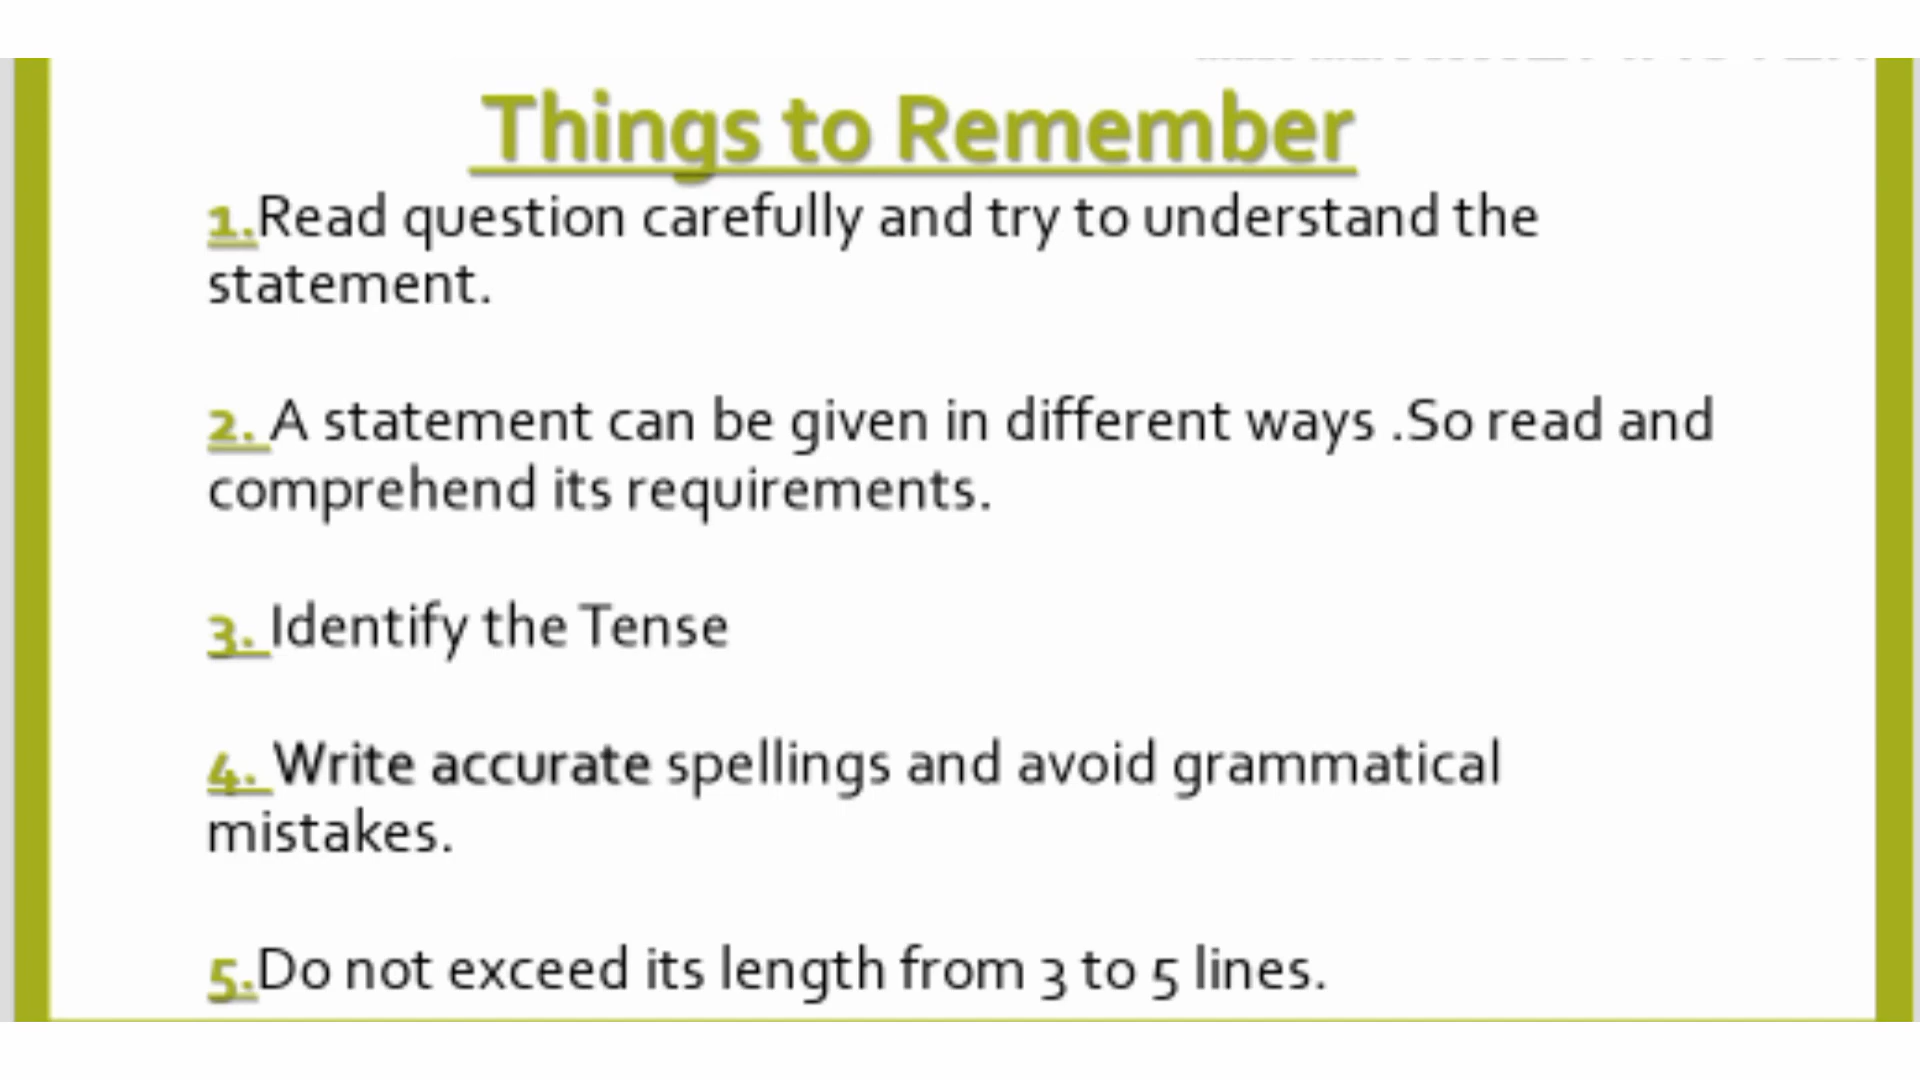 Things to Remember
1.Read question carefully and try to understand the
statement.
2. A statement can be given in different ways .So read and
comprehend its requirements.
3. Identify the Tense
4. Write accurate spellings and avoid grammatical
mistakes.
5.Do not exceed its length from 3 to 5 lines.